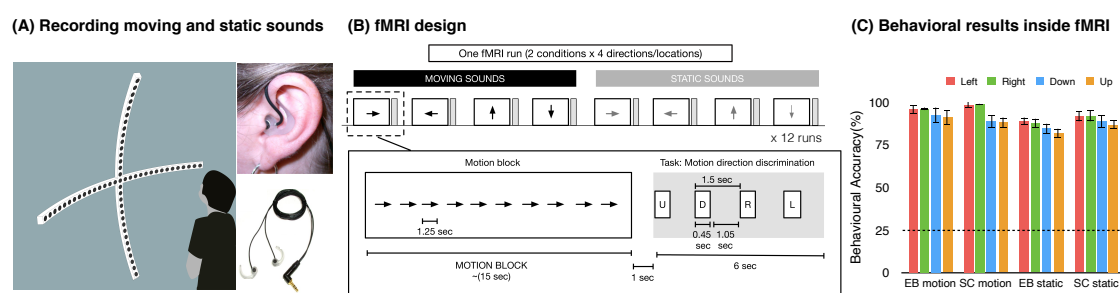 (A) Recording moving and static sounds
(B) fMRI design
One fMRI run (2 conditions x 4 directions/locations)
MOVING SOUNDS
STATIC SOUNDS
x 12 runs
Motion block
1.25 sec
MOTION BLOCK
~(15 sec)
1 sec
Task: Motion direction discrimination
1.5 sec
U
D
R
L
0.45
sec
1.05
sec
6 sec
(C) Behavioral results inside fMRI
Left
Right
Down
Up
Behavioural Accuracy(%)
100
75
50
25
0
EB motion
SC motion
EB static
SC static